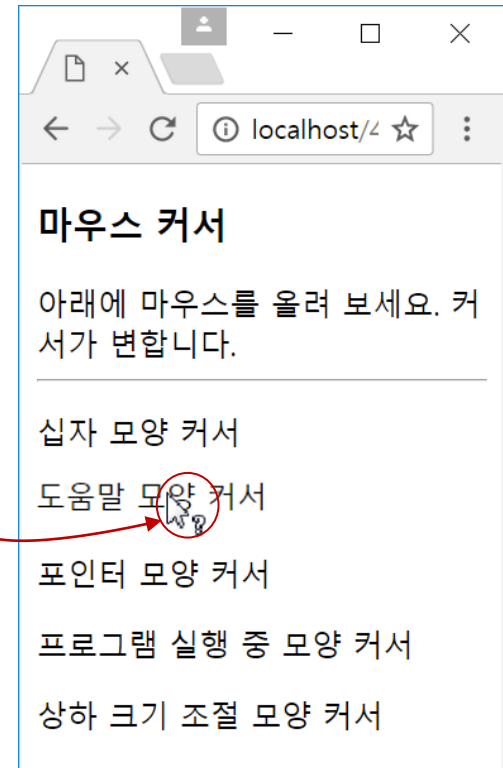 localhost/4
마우스 커서
아래에 마우스를 올려 보세요. 커
서가 변합니다.
십자 모양 커서
도움말 모양 커서
포인터 모양 커서
프로그램 실행 중 모양 커서
상하 크기 조절 모양 커서